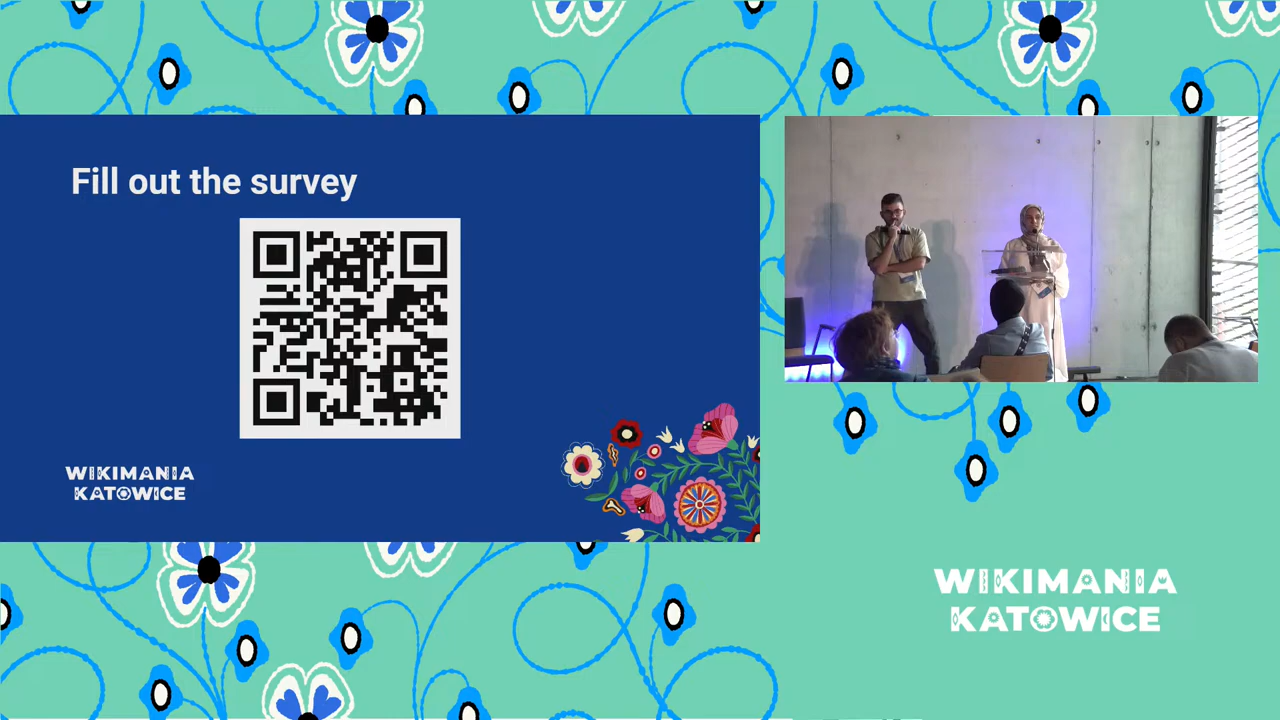 Fill out the survey
WIKIMANIA
KATOWICE
WIKIMANIA
KATOWICE